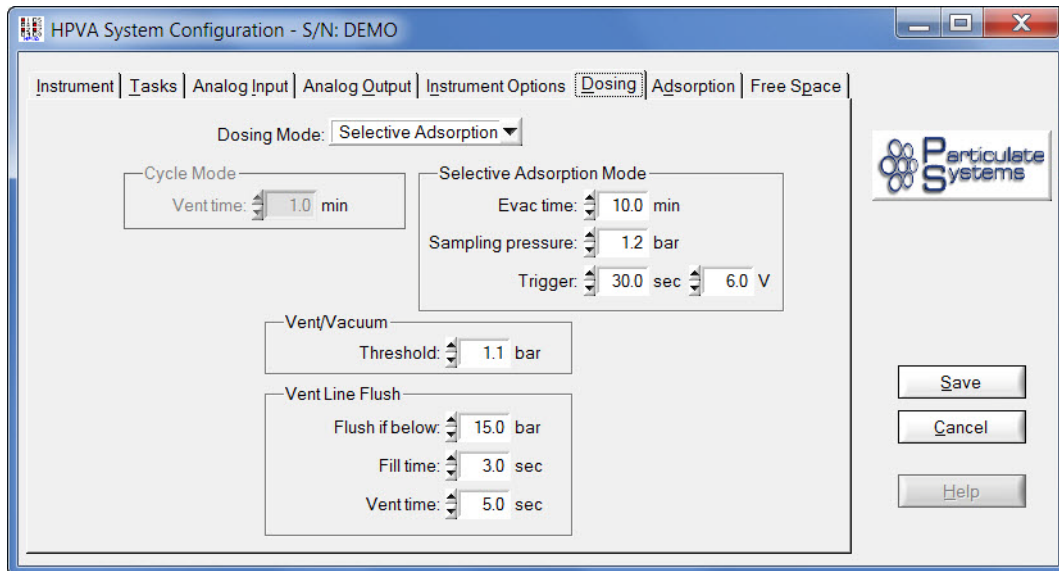 HPVA System Configuration - S/N: DEMO
Instrument Tasks Analog Input Analog Output Instrument Options Dosing Adsorption Free Space
Dosing Mode: Selective Adsorption
Particulate Systems
Cycle Mode
Vent time: 1.0 min
Selective Adsorption Mode
Evac time: 10.0 min
Sampling pressure: 1.2 bar
Trigger: 30.0 sec 6.0 V
Vent/Vacuum
Threshold: 1.1 bar
Vent Line Flush
Flush if below: 15.0 bar
Fill time: 3.0 sec
Vent time: 5.0 sec
Save
Cancel
Help